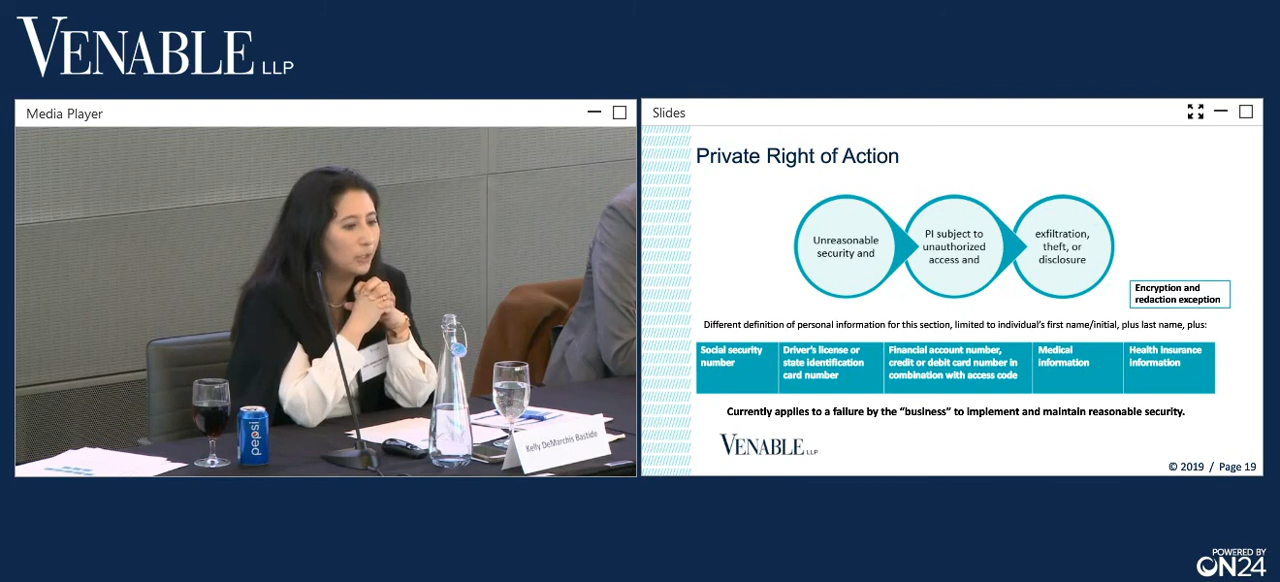 VENABLE LLP
Media Player
pepsi
Kelly DeMarchis Bastide
Slides
Private Right of Action
Unreasonable
security and
PI subject to
unauthorized
access and
exfiltration,
theft, or
disclosure
Encryption and
redaction exception
Different definition of personal information for this section, limited to individual's first name/initial, plus last name, plus:
Social security
number
Driver's license or
state identification
card number
Financial account number,
credit or debit card number in
combination with access code
Medical
information
Health insurance
information
Currently applies to a failure by the “business” to implement and maintain reasonable security.
VENABLE LLP
© 2019 / Page 19
POWERED BY
ON24